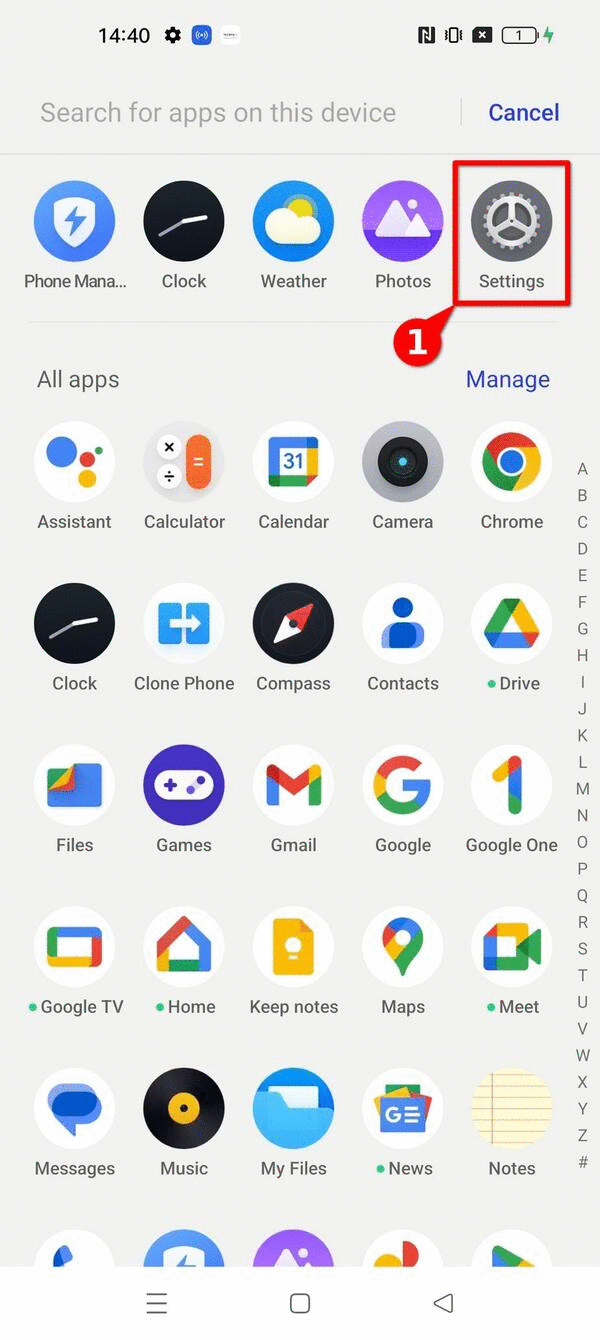 14:40
1
Search for apps on this device
Cancel
Phone Mana...
Clock
Weather
Photos
Settings
1
All apps
Manage
31
Assistant
Calculator
Calendar
Camera
Chrome
Clock
Clone Phone
Compass
Contacts
Drive
Files
Games
Gmail
Google
Google One
Google TV
Home
Keep notes
Maps
Meet
Messages
Music
My Files
News
Notes
A
B
C
D
E
F
G
H
I
J
K
L
M
N
O
P
Q
R
S
T
U
V
W
X
Y
Z
#